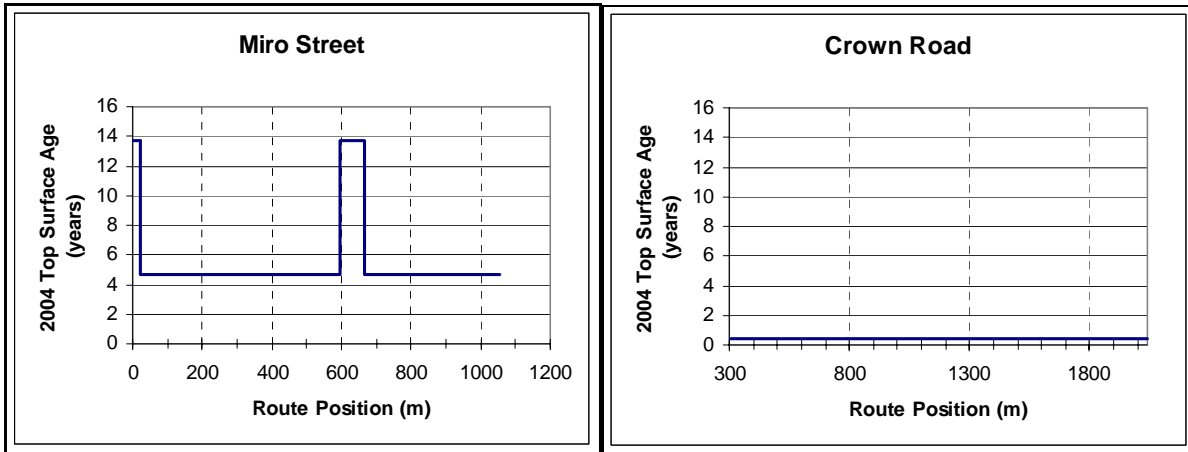 Miro Street
2004 Top Surface Age
(years)
16
14
12
10
8
6
4
2
0
0 200 400 600 800 1000 1200
Route Position (m)
Crown Road
2004 Top Surface Age
(years)
16
14
12
10
8
6
4
2
0
300 800 1300 1800
Route Position (m)